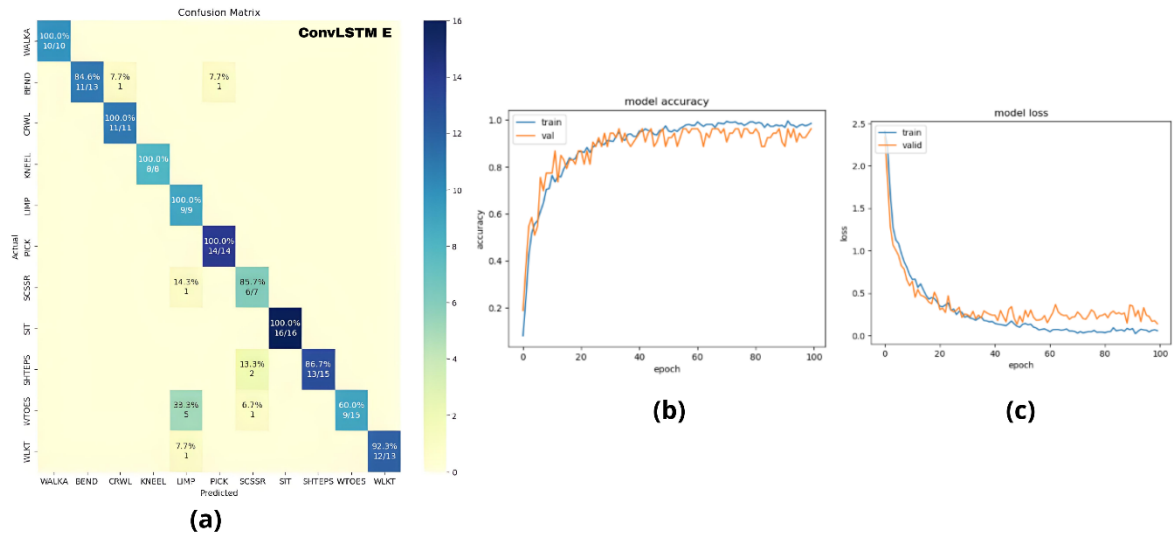 Confusion Matrix
ConvLSTM E
Actual
WALKA
BEND
CRWL
KNEEL
LIMP
PICK
SCSSR
SIT
SHTEPS
WTOES
WLKT
100.0%
10/10
84.6%
11/13
7.7%
1
7.7%
1
100.0%
11/11
100.0%
8/8
100.0%
9/9
100.0%
14/14
14.3%
1
85.7%
6/7
100.0%
16/16
13.3%
2
86.7%
13/15
33.3%
5
6.7%
1
60.0%
9/15
7.7%
1
92.3%
12/13
WALKA BEND CRWL KNEEL LIMP PICK SCSSR SIT SHTEPS WTOES WLKT
Predicted
16
14
12
10
8
6
4
2
0
(a)
model accuracy
train
val
accuracy
1.0
0.8
0.6
0.4
0.2
0 20 40 60 80 100
epoch
(b)
model loss
train
valid
loss
2.5
2.0
1.5
1.0
0.5
0.0
0 20 40 60 80 100
epoch
(c)